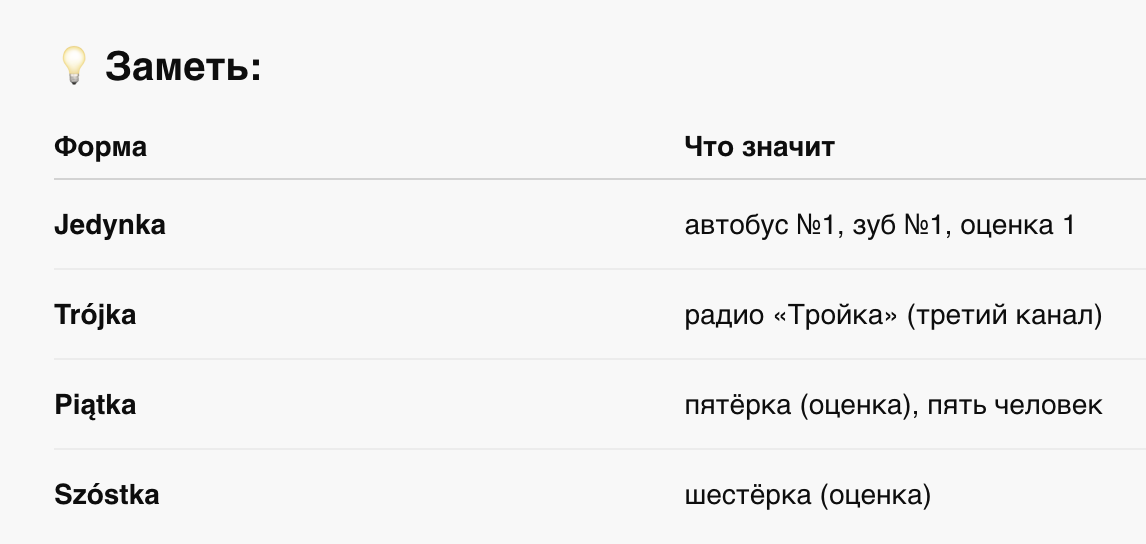 💡 Заметь:
Форма Что значит
Jedynka автобус №1, зуб №1, оценка 1
Trójka радио «Тройка» (третий канал)
Piątka пятёрка (оценка), пять человек
Szóstka шестёрка (оценка)